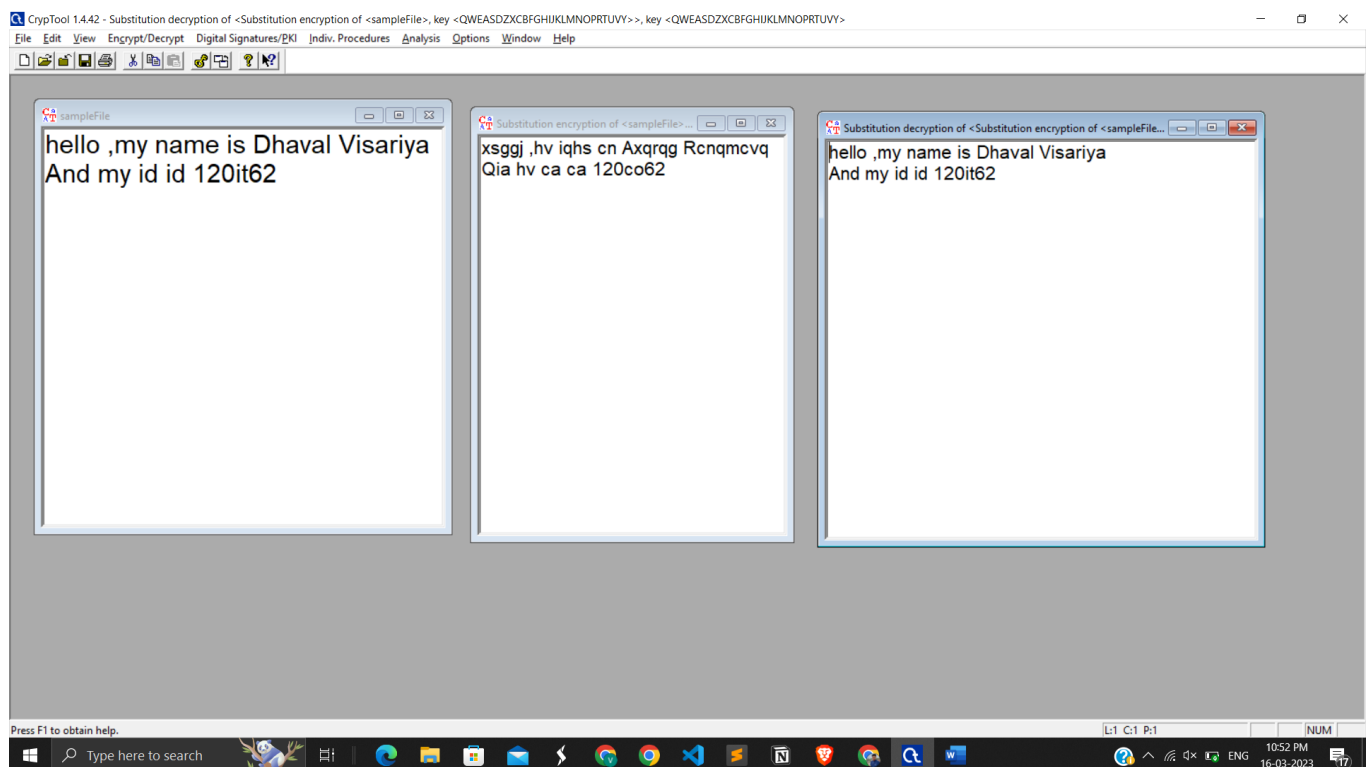 CrypTool 1.4.42 - Substitution decryption of <Substitution encryption of <sampleFile>, key <QWEASDZXCBFGHIJKLMNOPRTUVY>>, key <QWEASDZXCBFGHIJKLMNOPRTUVY>
File Edit View Encrypt/Decrypt Digital Signatures/PKI Indiv. Procedures Analysis Options Window Help
sampleFile
hello ,my name is Dhaval Visariya
And my id id 120it62
Substitution encryption of <sampleFile>...
xsggj ,hv iqhs cn Axqrqg Rcnqmcvq
Qia hv ca ca 120co62
Substitution decryption of <Substitution encryption of <sampleFile...
hello ,my name is Dhaval Visariya
And my id id 120it62
Press F1 to obtain help.
L:1 C:1 P:1
NUM
Type here to search
ENG
10:52 PM
16-03-2023
17